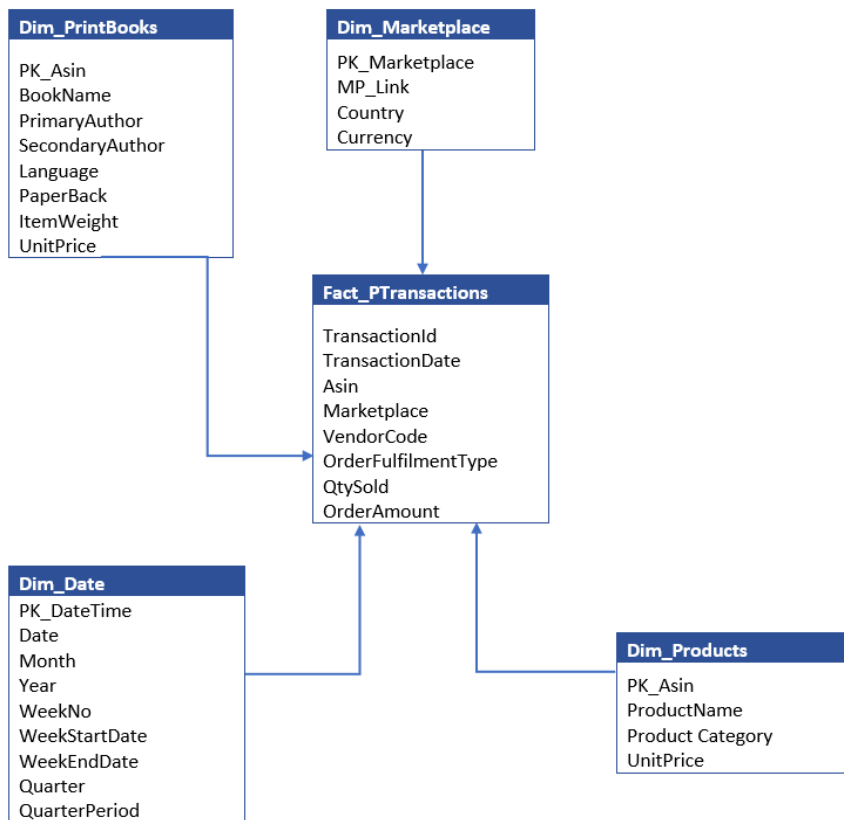 Dim_PrintBooks
PK_Asin
BookName
PrimaryAuthor
SecondaryAuthor
Language
PaperBack
ItemWeight
UnitPrice
Dim_Marketplace
PK_Marketplace
MP_Link
Country
Currency
Fact_PTransactions
TransactionId
TransactionDate
Asin
Marketplace
VendorCode
OrderFulfilmentType
QtySold
OrderAmount
Dim_Date
PK_DateTime
Date
Month
Year
WeekNo
WeekStartDate
WeekEndDate
Quarter
QuarterPeriod
Dim_Products
PK_Asin
ProductName
Product Category
UnitPrice